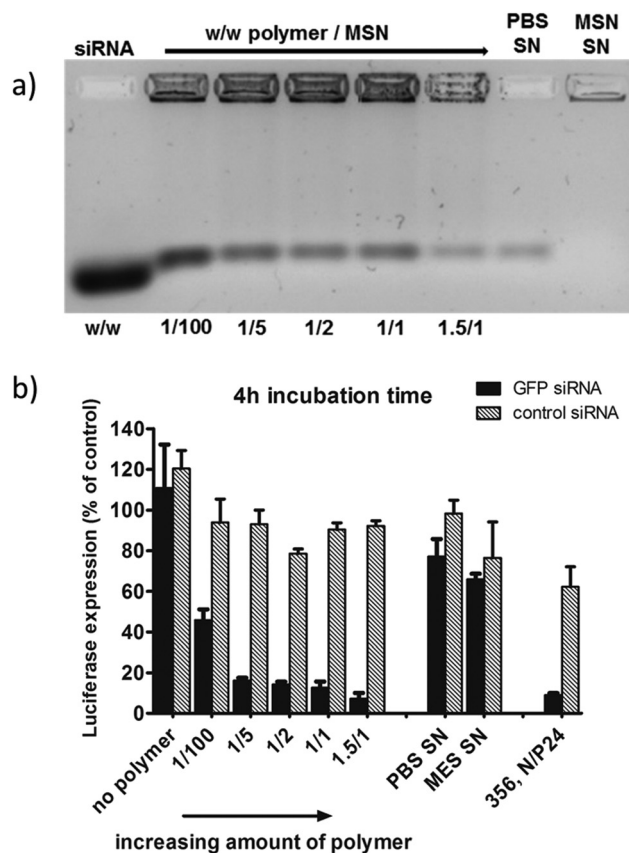 a)
siRNA
w/w polymer / MSN
PBS SN
MSN SN
w/w 1/100 1/5 1/2 1/1 1.5/1
b)
4h incubation time
GFP siRNA
control siRNA
Luciferase expression (% of control)
140
120
100
80
60
40
20
0
no polymer 1/100 1/5 1/2 1/1 1.5/1 PBS SN MES SN 356, N/P24
increasing amount of polymer